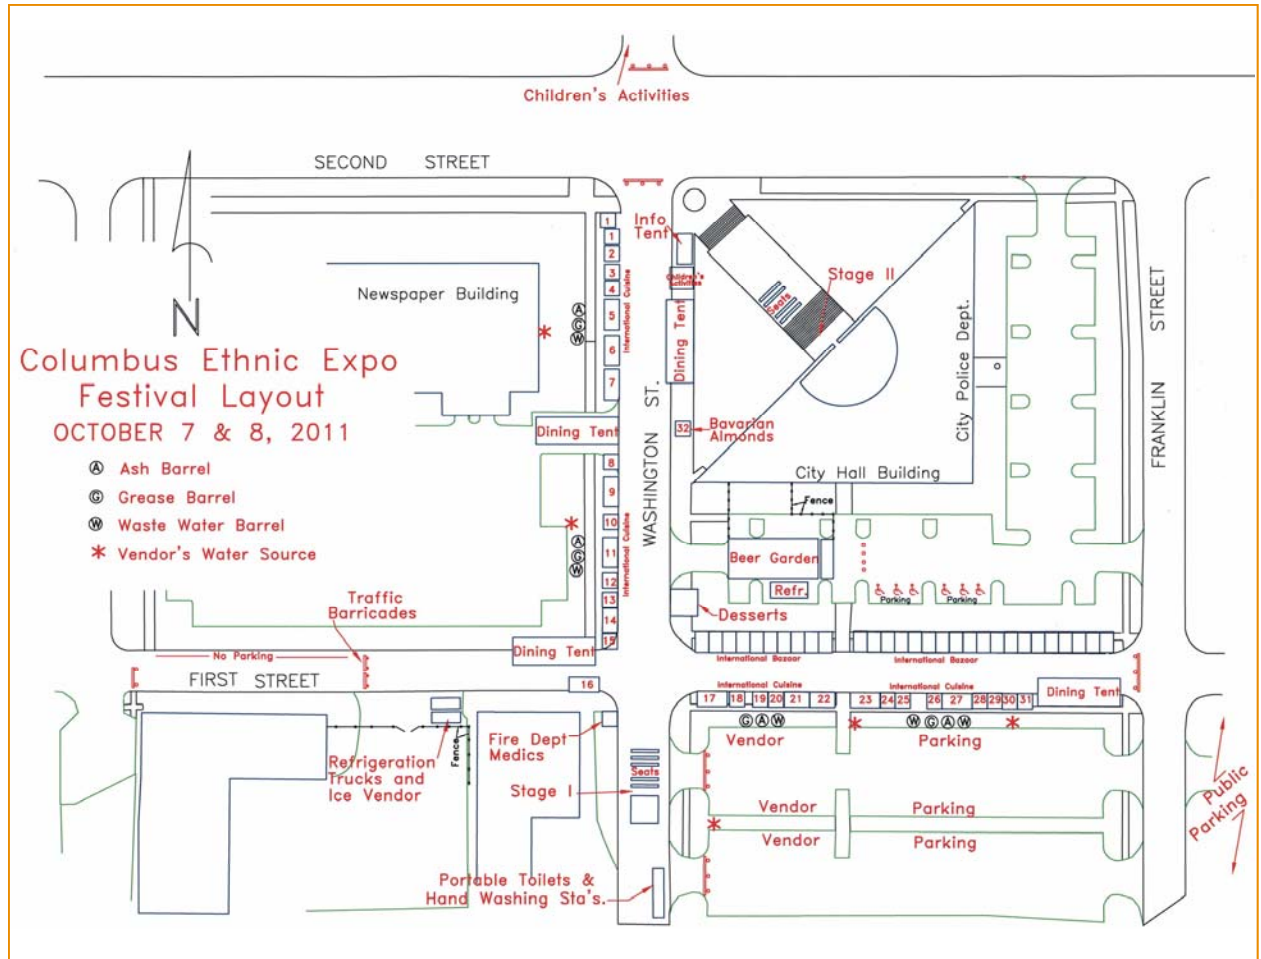 Children's Activities
SECOND STREET
Info
Tent
Children's
Activities
Stage II
Seats
Newspaper Building
N
Columbus Ethnic Expo
Festival Layout
OCTOBER 7 & 8, 2011
A Ash Barrel
G Grease Barrel
W Waste Water Barrel
* Vendor's Water Source
A
G
W
1
1
2
3
4
5
6
7
International Cuisine
Dining Tent
Dining Tent
WASHINGTON ST.
32
Bavarian
Almonds
City Police Dept.
City Hall Building
FRANKLIN STREET
Fence
8
9
10
11
12
13
14
15
International Cuisine
A
G
W
Beer Garden
Refr.
Parking
Parking
Desserts
Traffic
Barricades
No Parking
Dining Tent
International Bazaar
International Bazaar
FIRST STREET
16
International Cuisine
International Cuisine
17 18 19 20 21 22
23 24 25 26 27 28 29 30 31
Dining Tent
G A W
W G A W
Vendor Parking
Fire Dept
Medics
Fence
Refrigeration
Trucks and
Ice Vendor
Seats
Stage I
Vendor Parking
Vendor Parking
Public
Parking
Portable Toilets &
Hand Washing Sta's.